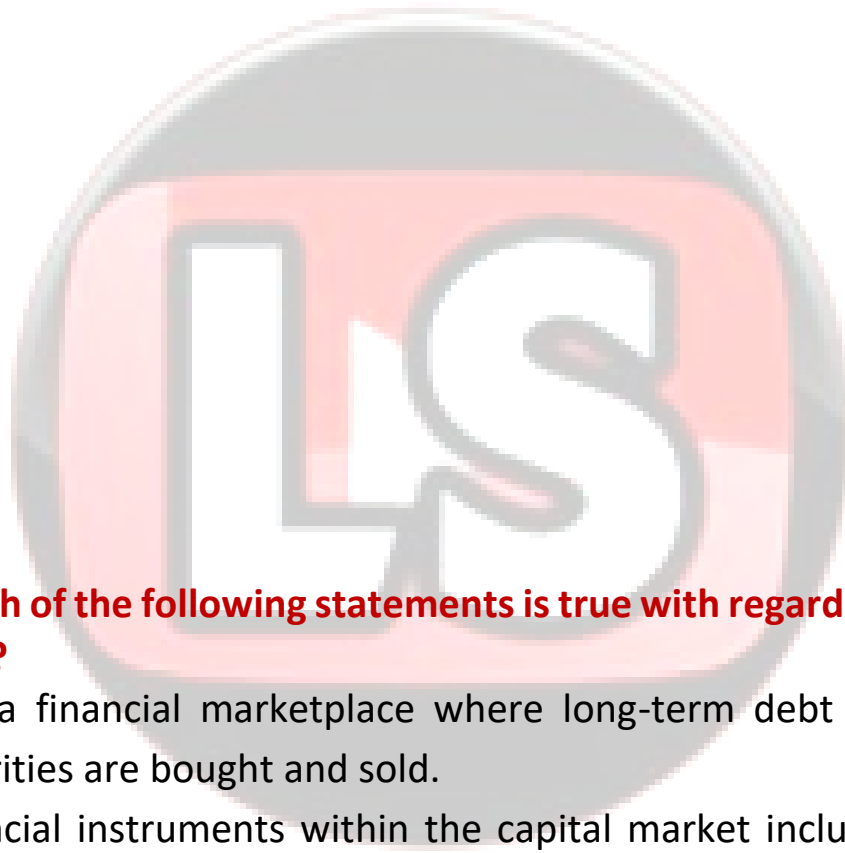 LS
h of the following statements is true with regard
?
a financial marketplace where long-term debt
rities are bought and sold.
cial instruments within the capital market inclu